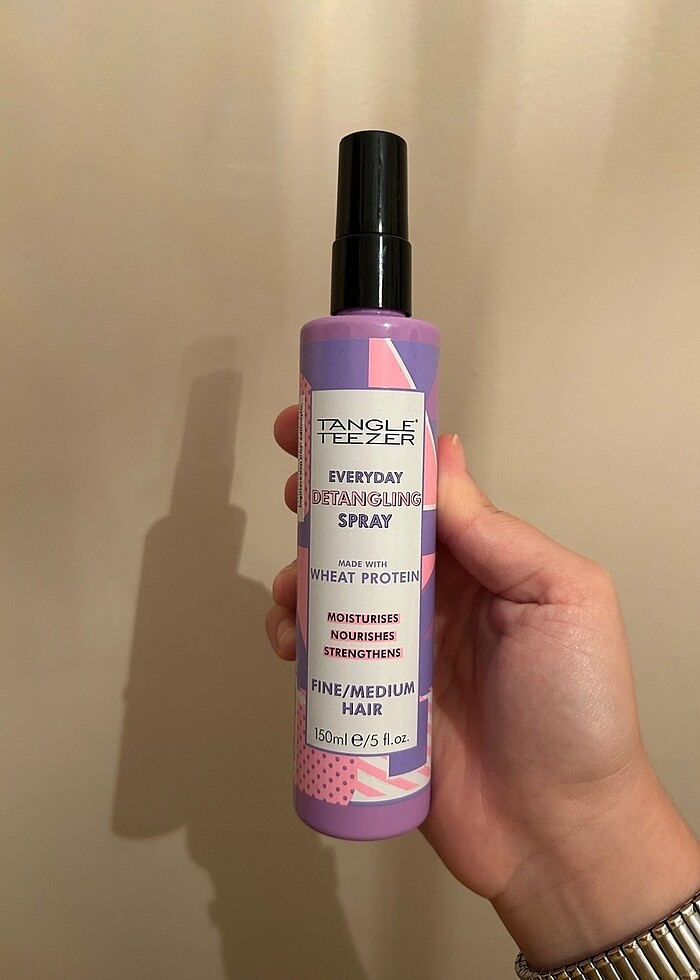 TANGLE
TEEZER
EVERYDAY
DETANGLING
SPRAY
MADE WITH
WHEAT PROTEIN
MOISTURISES
NOURISHES
STRENGTHENS
FINE/MEDIUM
HAIR
150ml ℮/5 fl.oz.